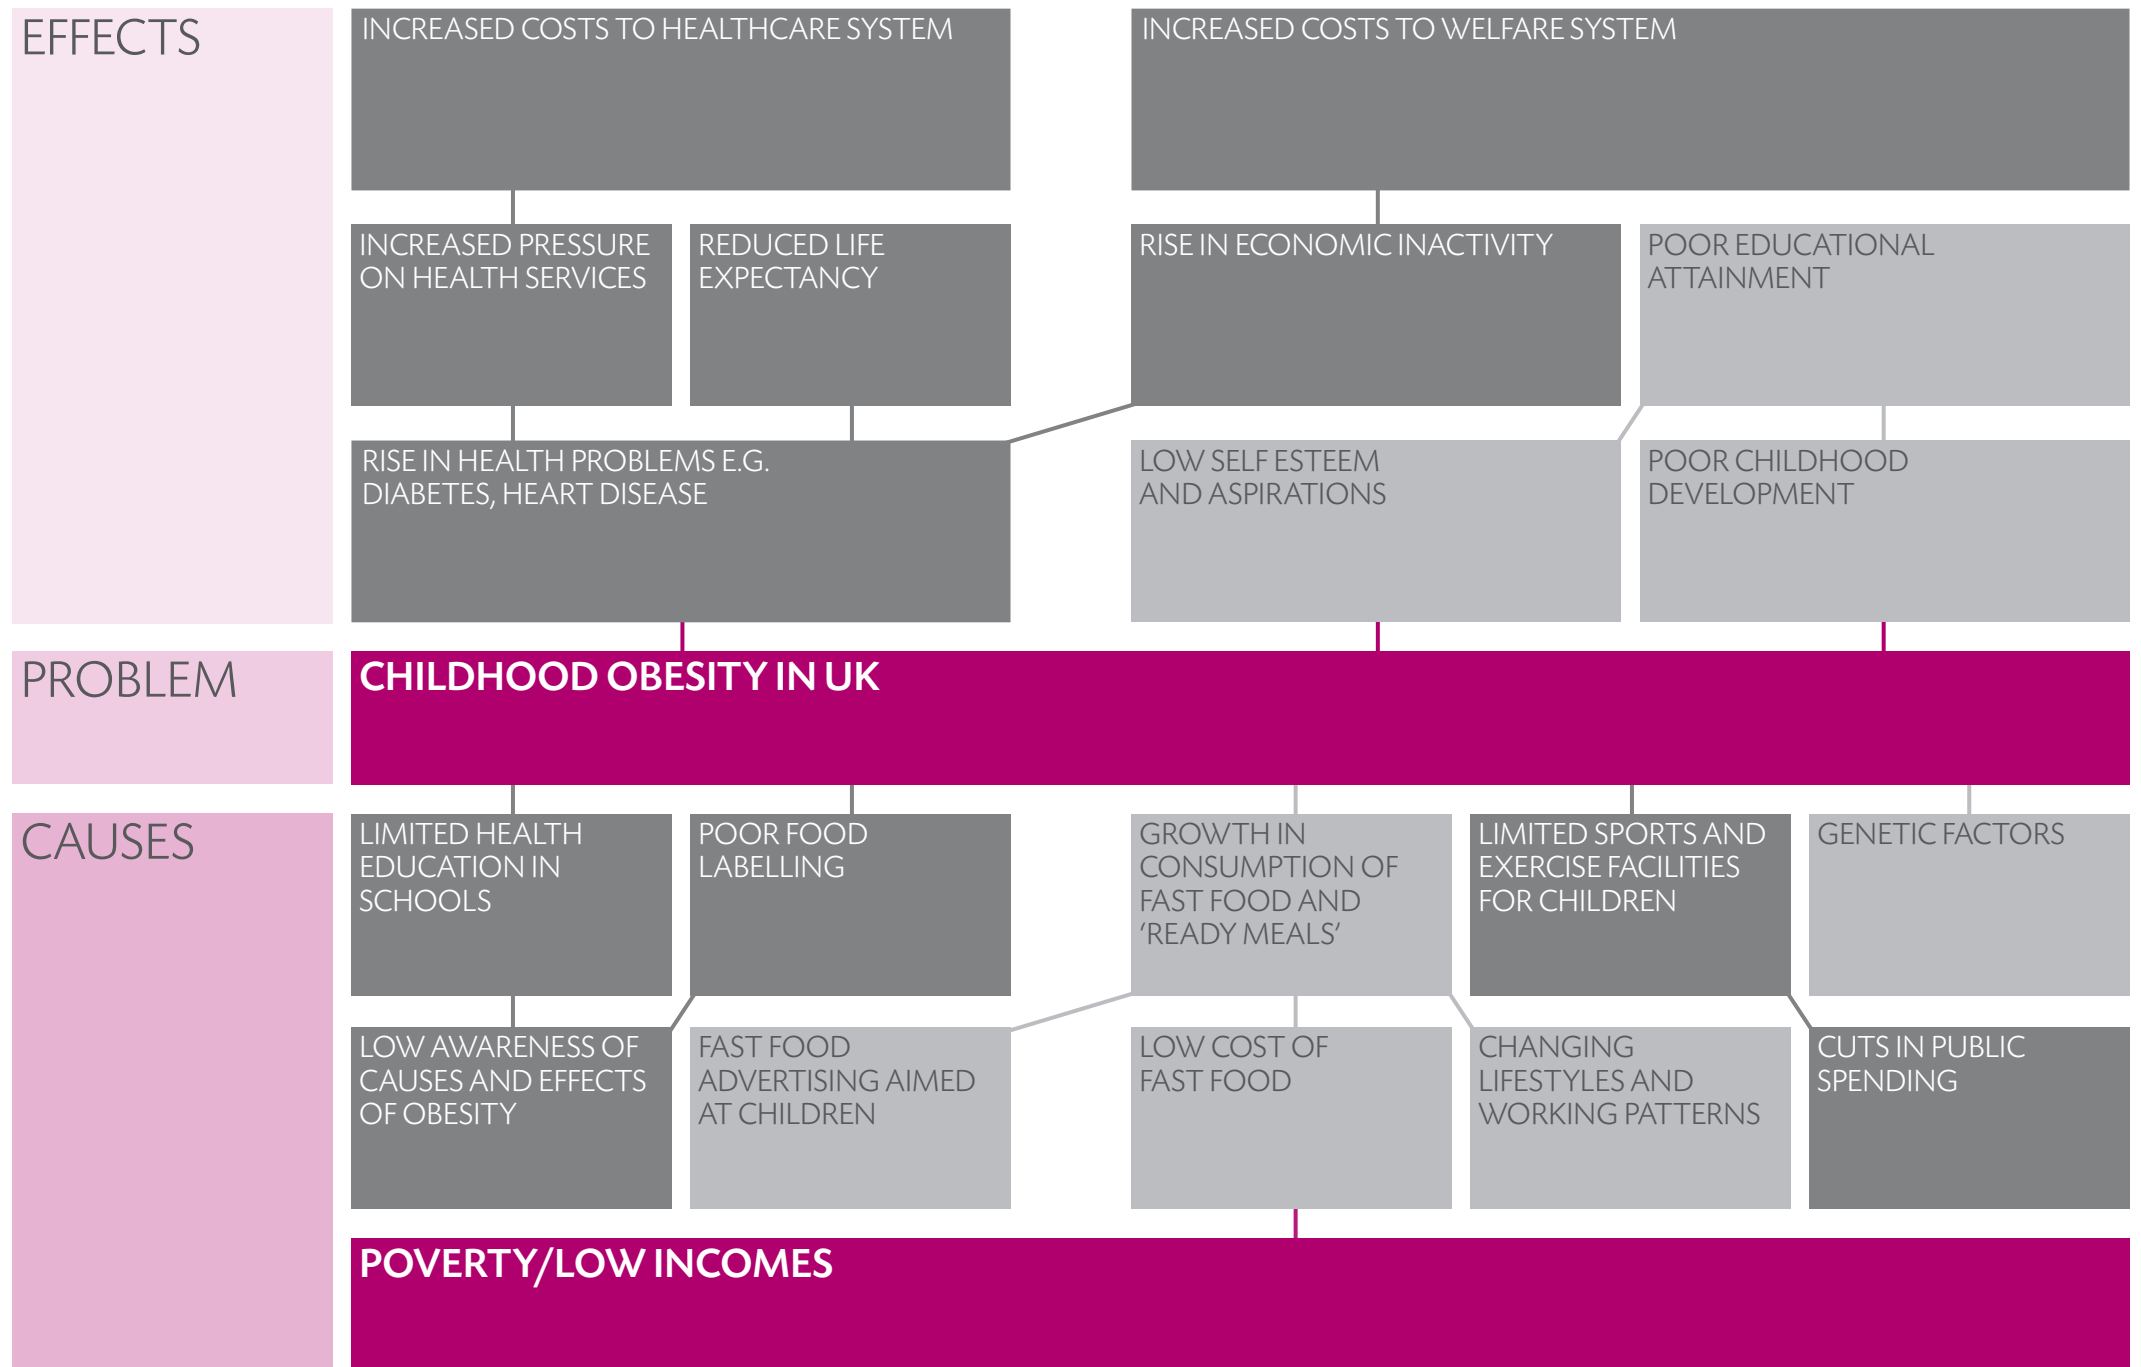 EFFECTS
INCREASED COSTS TO HEALTHCARE SYSTEM
INCREASED COSTS TO WELFARE SYSTEM
INCREASED PRESSURE
ON HEALTH SERVICES
REDUCED LIFE
EXPECTANCY
RISE IN ECONOMIC INACTIVITY
POOR EDUCATIONAL
ATTAINMENT
RISE IN HEALTH PROBLEMS E.G.
DIABETES, HEART DISEASE
LOW SELF ESTEEM
AND ASPIRATIONS
POOR CHILDHOOD
DEVELOPMENT
PROBLEM
CHILDHOOD OBESITY IN UK
CAUSES
LIMITED HEALTH
EDUCATION IN
SCHOOLS
POOR FOOD
LABELLING
GROWTH IN
CONSUMPTION OF
FAST FOOD AND
‘READY MEALS’
LIMITED SPORTS AND
EXERCISE FACILITIES
FOR CHILDREN
GENETIC FACTORS
LOW AWARENESS OF
CAUSES AND EFFECTS
OF OBESITY
FAST FOOD
ADVERTISING AIMED
AT CHILDREN
LOW COST OF
FAST FOOD
CHANGING
LIFESTYLES AND
WORKING PATTERNS
CUTS IN PUBLIC
SPENDING
POVERTY/LOW INCOMES